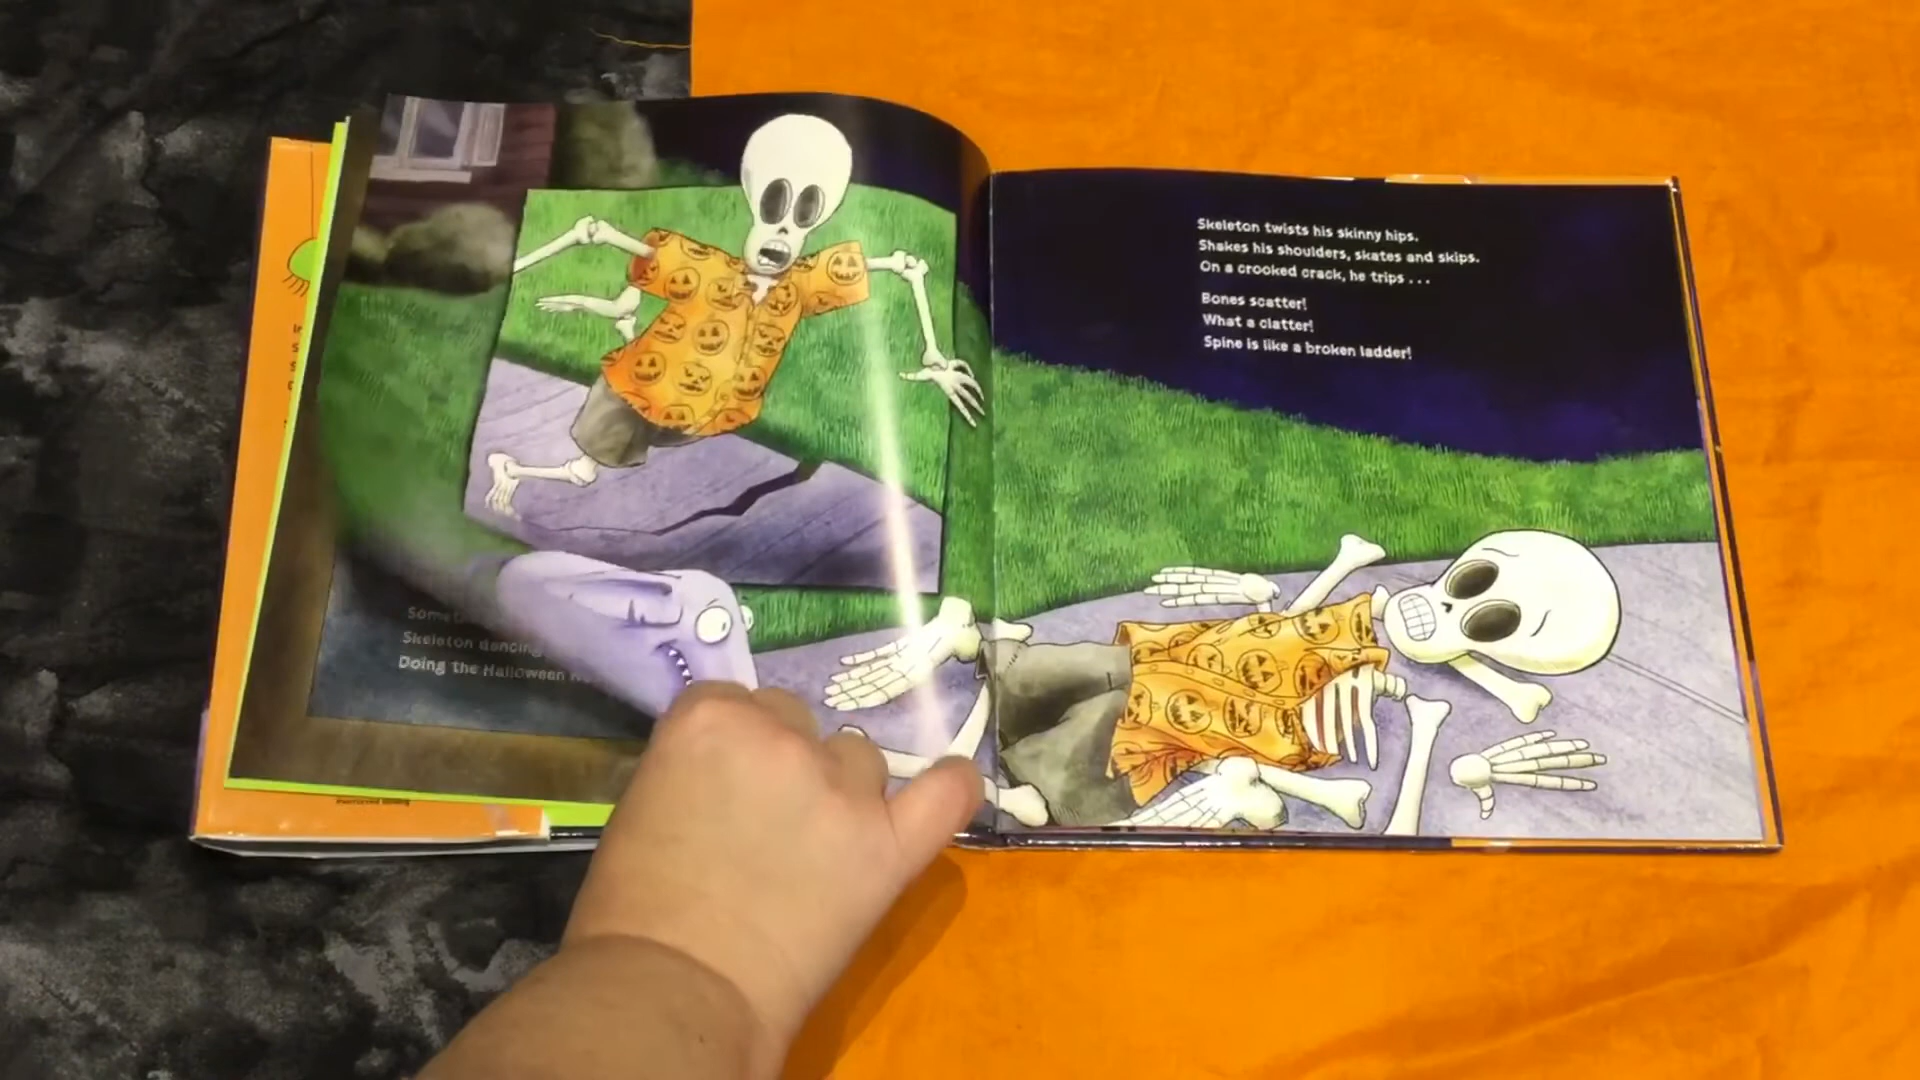 Skeleton dancing
Doing the Halloween
Skeleton twists his skinny hips.
Shakes his shoulders, skates and skips.
On a crooked crack, he trips . . .
Bones scatter!
What a clatter!
Spine is like a broken ladder!